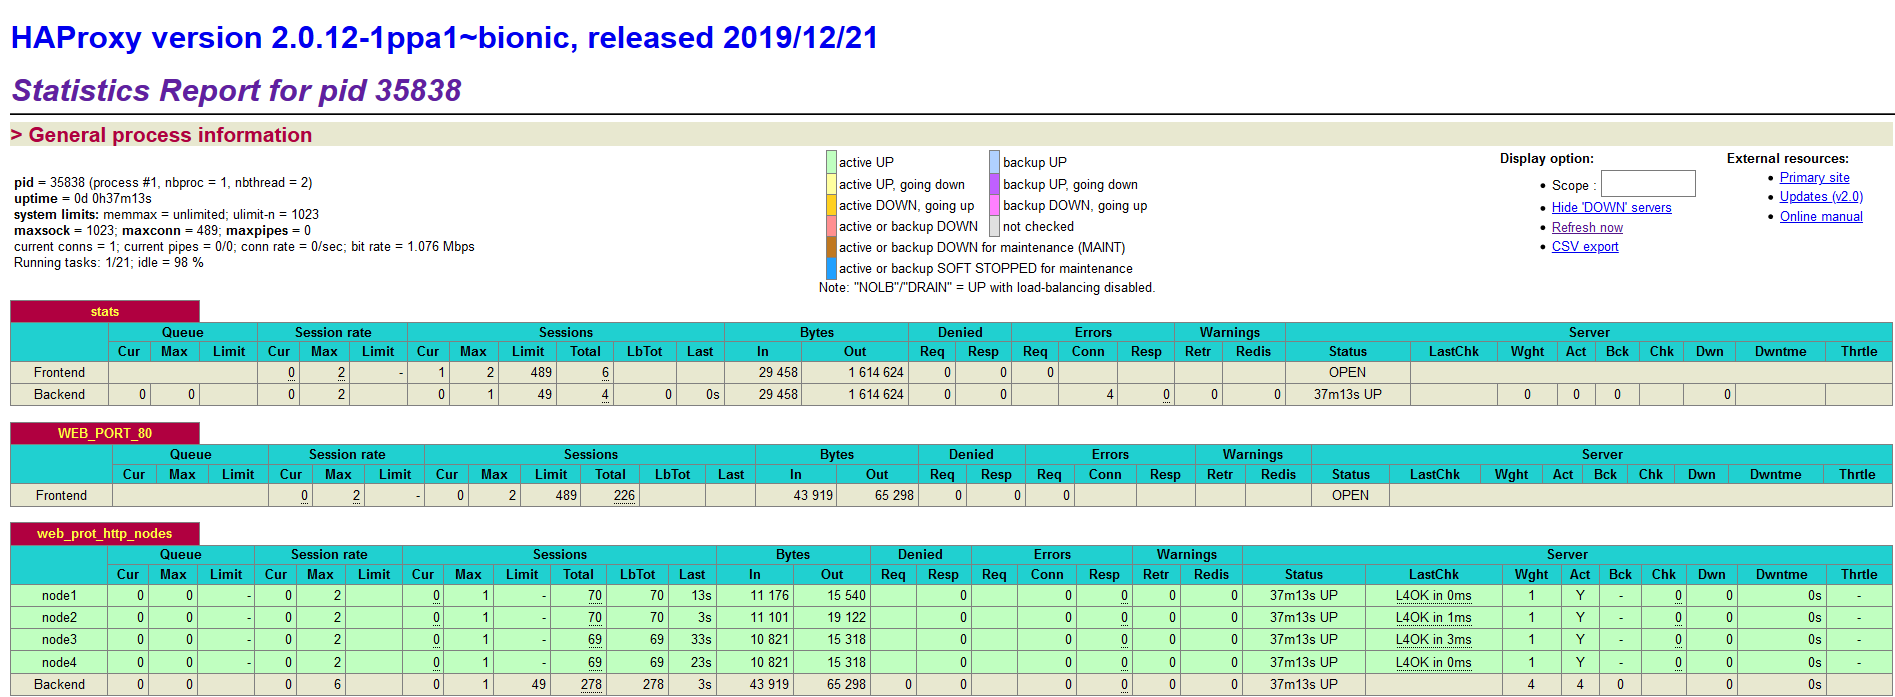 HAProxy version 2.0.12-1ppa1~bionic, released 2019/12/21
Statistics Report for pid 35838
> General process information
pid = 35838 (process #1, nbproc = 1, nbthread = 2)
uptime = 0d 0h37m13s
system limits: memmax = unlimited; ulimit-n = 1023
maxsock = 1023; maxconn = 489; maxpipes = 0
current conns = 1; current pipes = 0/0; conn rate = 0/sec; bit rate = 1.076 Mbps
Running tasks: 1/21; idle = 98 %
active UP backup UP
active UP, going down backup UP, going down
active DOWN, going up backup DOWN, going up
active or backup DOWN not checked
active or backup DOWN for maintenance (MAINT)
active or backup SOFT STOPPED for maintenance
Note: "NOLB"/"DRAIN" = UP with load-balancing disabled.
Display option:
• Scope :
• Hide 'DOWN' servers
• Refresh now
• CSV export
External resources:
• Primary site
• Updates (v2.0)
• Online manual
stats
Queue Session rate Sessions Bytes Denied Errors Warnings Server
Cur Max Limit Cur Max Limit Cur Max Limit Total LbTot Last In Out Req Resp Req Conn Resp Retr Redis Status LastChk Wght Act Bck Chk Dwn Dwntme Thrtle
Frontend 0 2 - 1 2 489 6 29 458 1 614 624 0 0 0 OPEN
Backend 0 0 0 2 0 1 49 4 0 0s 29 458 1 614 624 0 0 4 0 0 0 37m13s UP 0 0 0 0
WEB_PORT_80
Queue Session rate Sessions Bytes Denied Errors Warnings Server
Cur Max Limit Cur Max Limit Cur Max Limit Total LbTot Last In Out Req Resp Req Conn Resp Retr Redis Status LastChk Wght Act Bck Chk Dwn Dwntme Thrtle
Frontend 0 2 - 0 2 489 226 43 919 65 298 0 0 0 OPEN
web_prot_http_nodes
Queue Session rate Sessions Bytes Denied Errors Warnings Server
Cur Max Limit Cur Max Limit Cur Max Limit Total LbTot Last In Out Req Resp Req Conn Resp Retr Redis Status LastChk Wght Act Bck Chk Dwn Dwntme Thrtle
node1 0 0 - 0 2 0 1 - 70 70 13s 11 176 15 540 0 0 0 0 0 37m13s UP L4OK in 0ms 1 Y - 0 0 0s -
node2 0 0 - 0 2 0 1 - 70 70 3s 11 101 19 122 0 0 0 0 0 37m13s UP L4OK in 1ms 1 Y - 0 0 0s -
node3 0 0 - 0 2 0 1 - 69 69 33s 10 821 15 318 0 0 0 0 0 37m13s UP L4OK in 3ms 1 Y - 0 0 0s -
node4 0 0 - 0 2 0 1 - 69 69 23s 10 821 15 318 0 0 0 0 0 37m13s UP L4OK in 0ms 1 Y - 0 0 0s -
Backend 0 0 0 6 0 1 49 278 278 3s 43 919 65 298 0 0 0 0 0 0 37m13s UP 4 4 0 0 0s